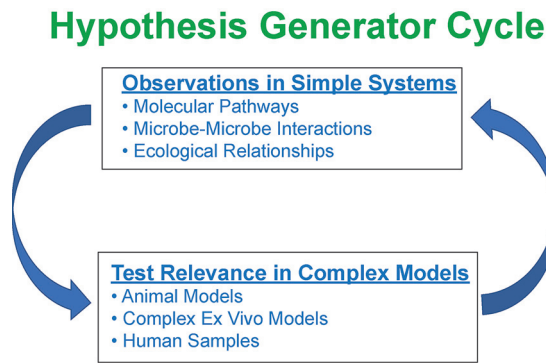 Hypothesis Generator Cycle
Observations in Simple Systems
• Molecular Pathways
• Microbe-Microbe Interactions
• Ecological Relationships
Test Relevance in Complex Models
• Animal Models
• Complex Ex Vivo Models
• Human Samples